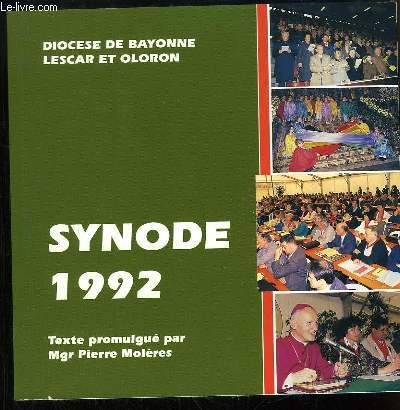 Le-livre.com
DIOCESE DE BAYONNE
LESCAR ET OLORON
SYNODE
1992
Texte promulgué par
Mgr Pierre Molères